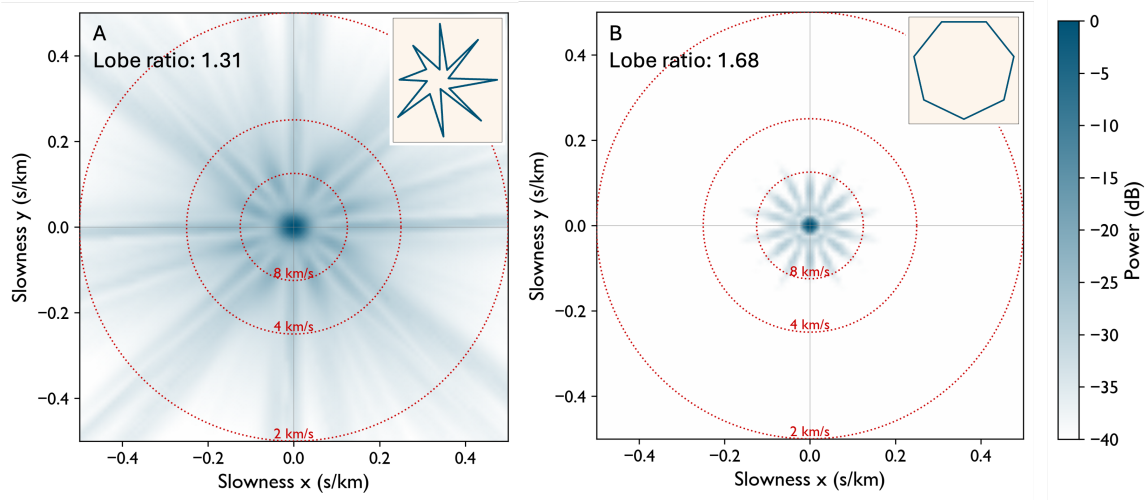 A
Lobe ratio: 1.31
0.4
0.2
0.0
−0.2
−0.4
Slowness y (s/km)
8 km/s
4 km/s
2 km/s
−0.4
−0.2
0.0
0.2
0.4
Slowness x (s/km)
B
Lobe ratio: 1.68
0.4
0.2
0.0
−0.2
−0.4
Slowness y (s/km)
8 km/s
4 km/s
2 km/s
−0.4
−0.2
0.0
0.2
0.4
Slowness x (s/km)
0
−5
−10
−15
−20
−25
−30
−35
−40
Power (dB)